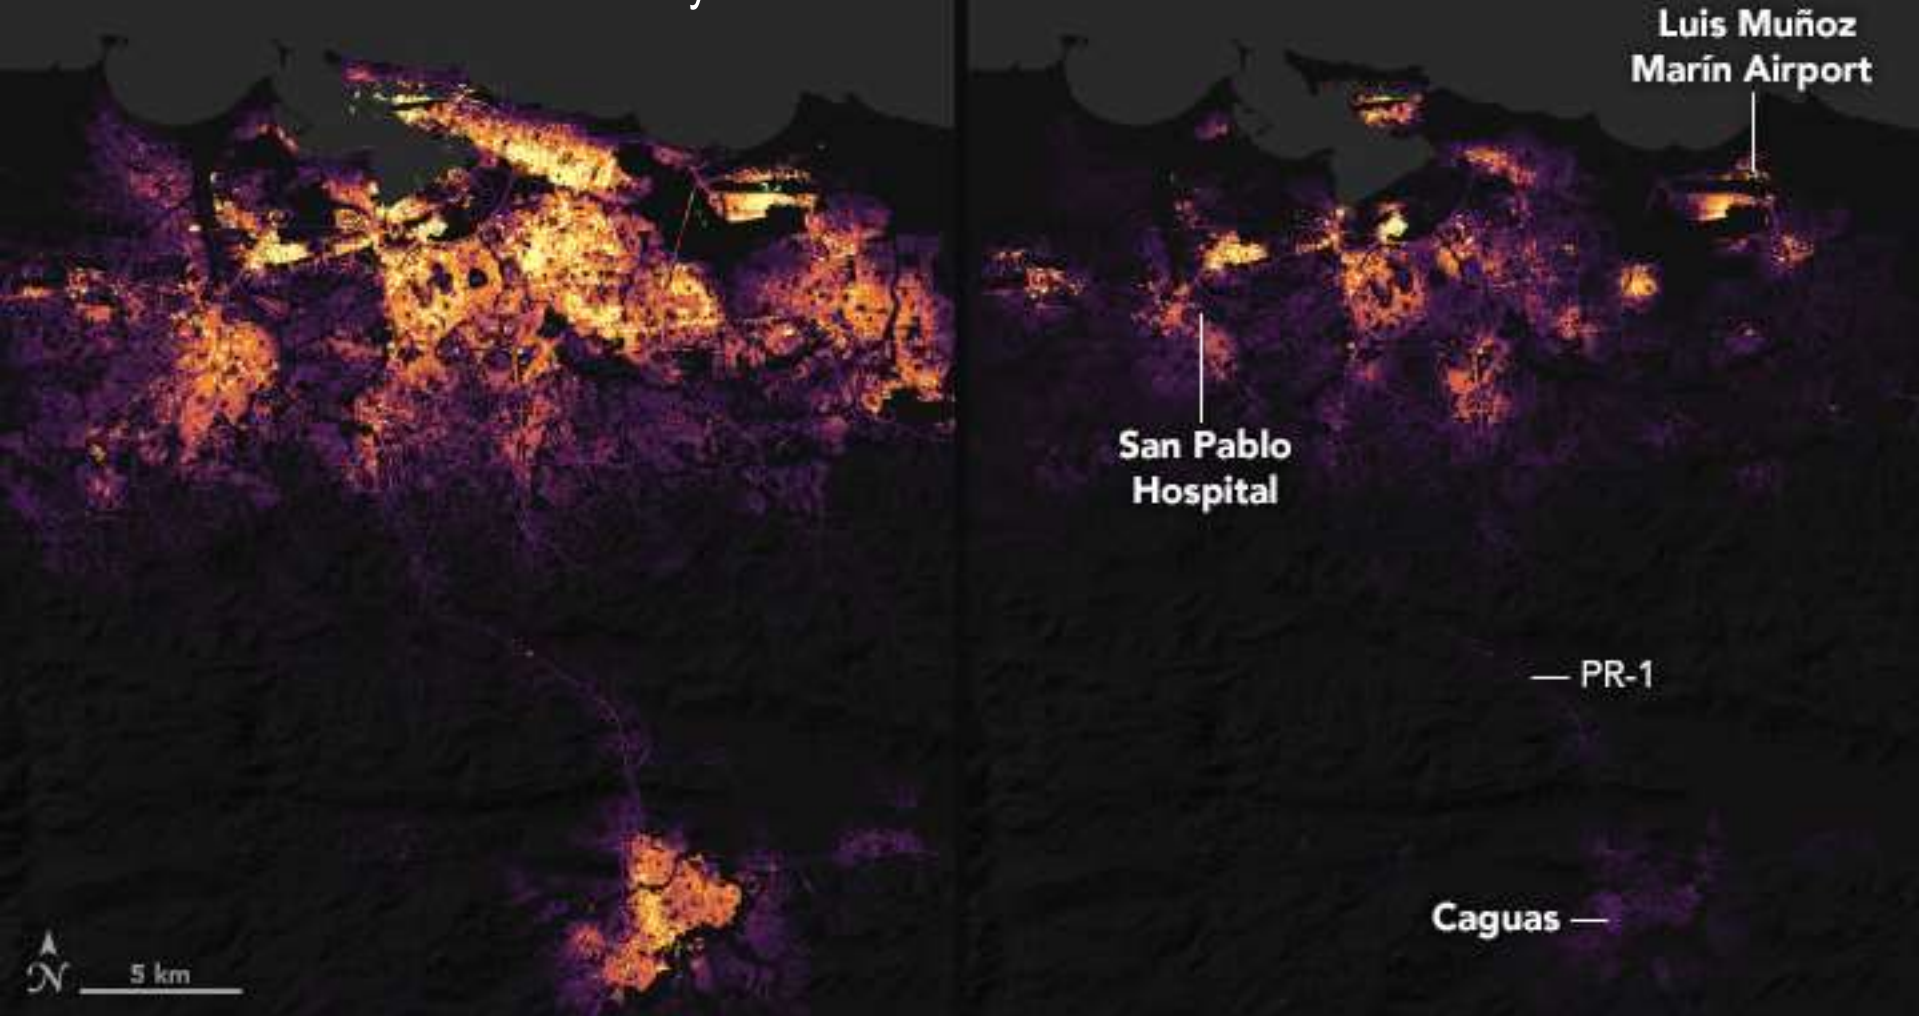 Luis Muñoz
Marín Airport
San Pablo
Hospital
PR-1
Caguas
N
5 km